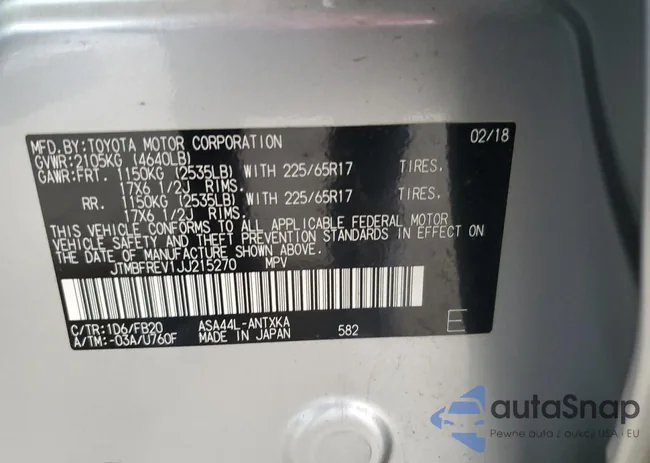 MFD.BY:TOYOTA MOTOR CORPORATION 02/18
GVWR:2105KG (4640LB)
GAWR:FRT. 1150KG (2535LB) WITH 225/65R17 TIRES.
17X6 1/2J RIMS.
RR. 1150KG (2535LB) WITH 225/65R17 TIRES.
17X6 1/2J RIMS.
THIS VEHICLE CONFORMS TO ALL APPLICABLE FEDERAL MOTOR
VEHICLE SAFETY AND THEFT PREVENTION STANDARDS IN EFFECT ON
THE DATE OF MANUFACTURE SHOWN ABOVE.
JTMBFREV1JJ215270 MPV
C/TR:1D6/FB20 ASA44L-ANTXKA
A/TM:-03A/U760F MADE IN JAPAN 582 E
autaSnap
Pewne auta z aukcji USA i EU